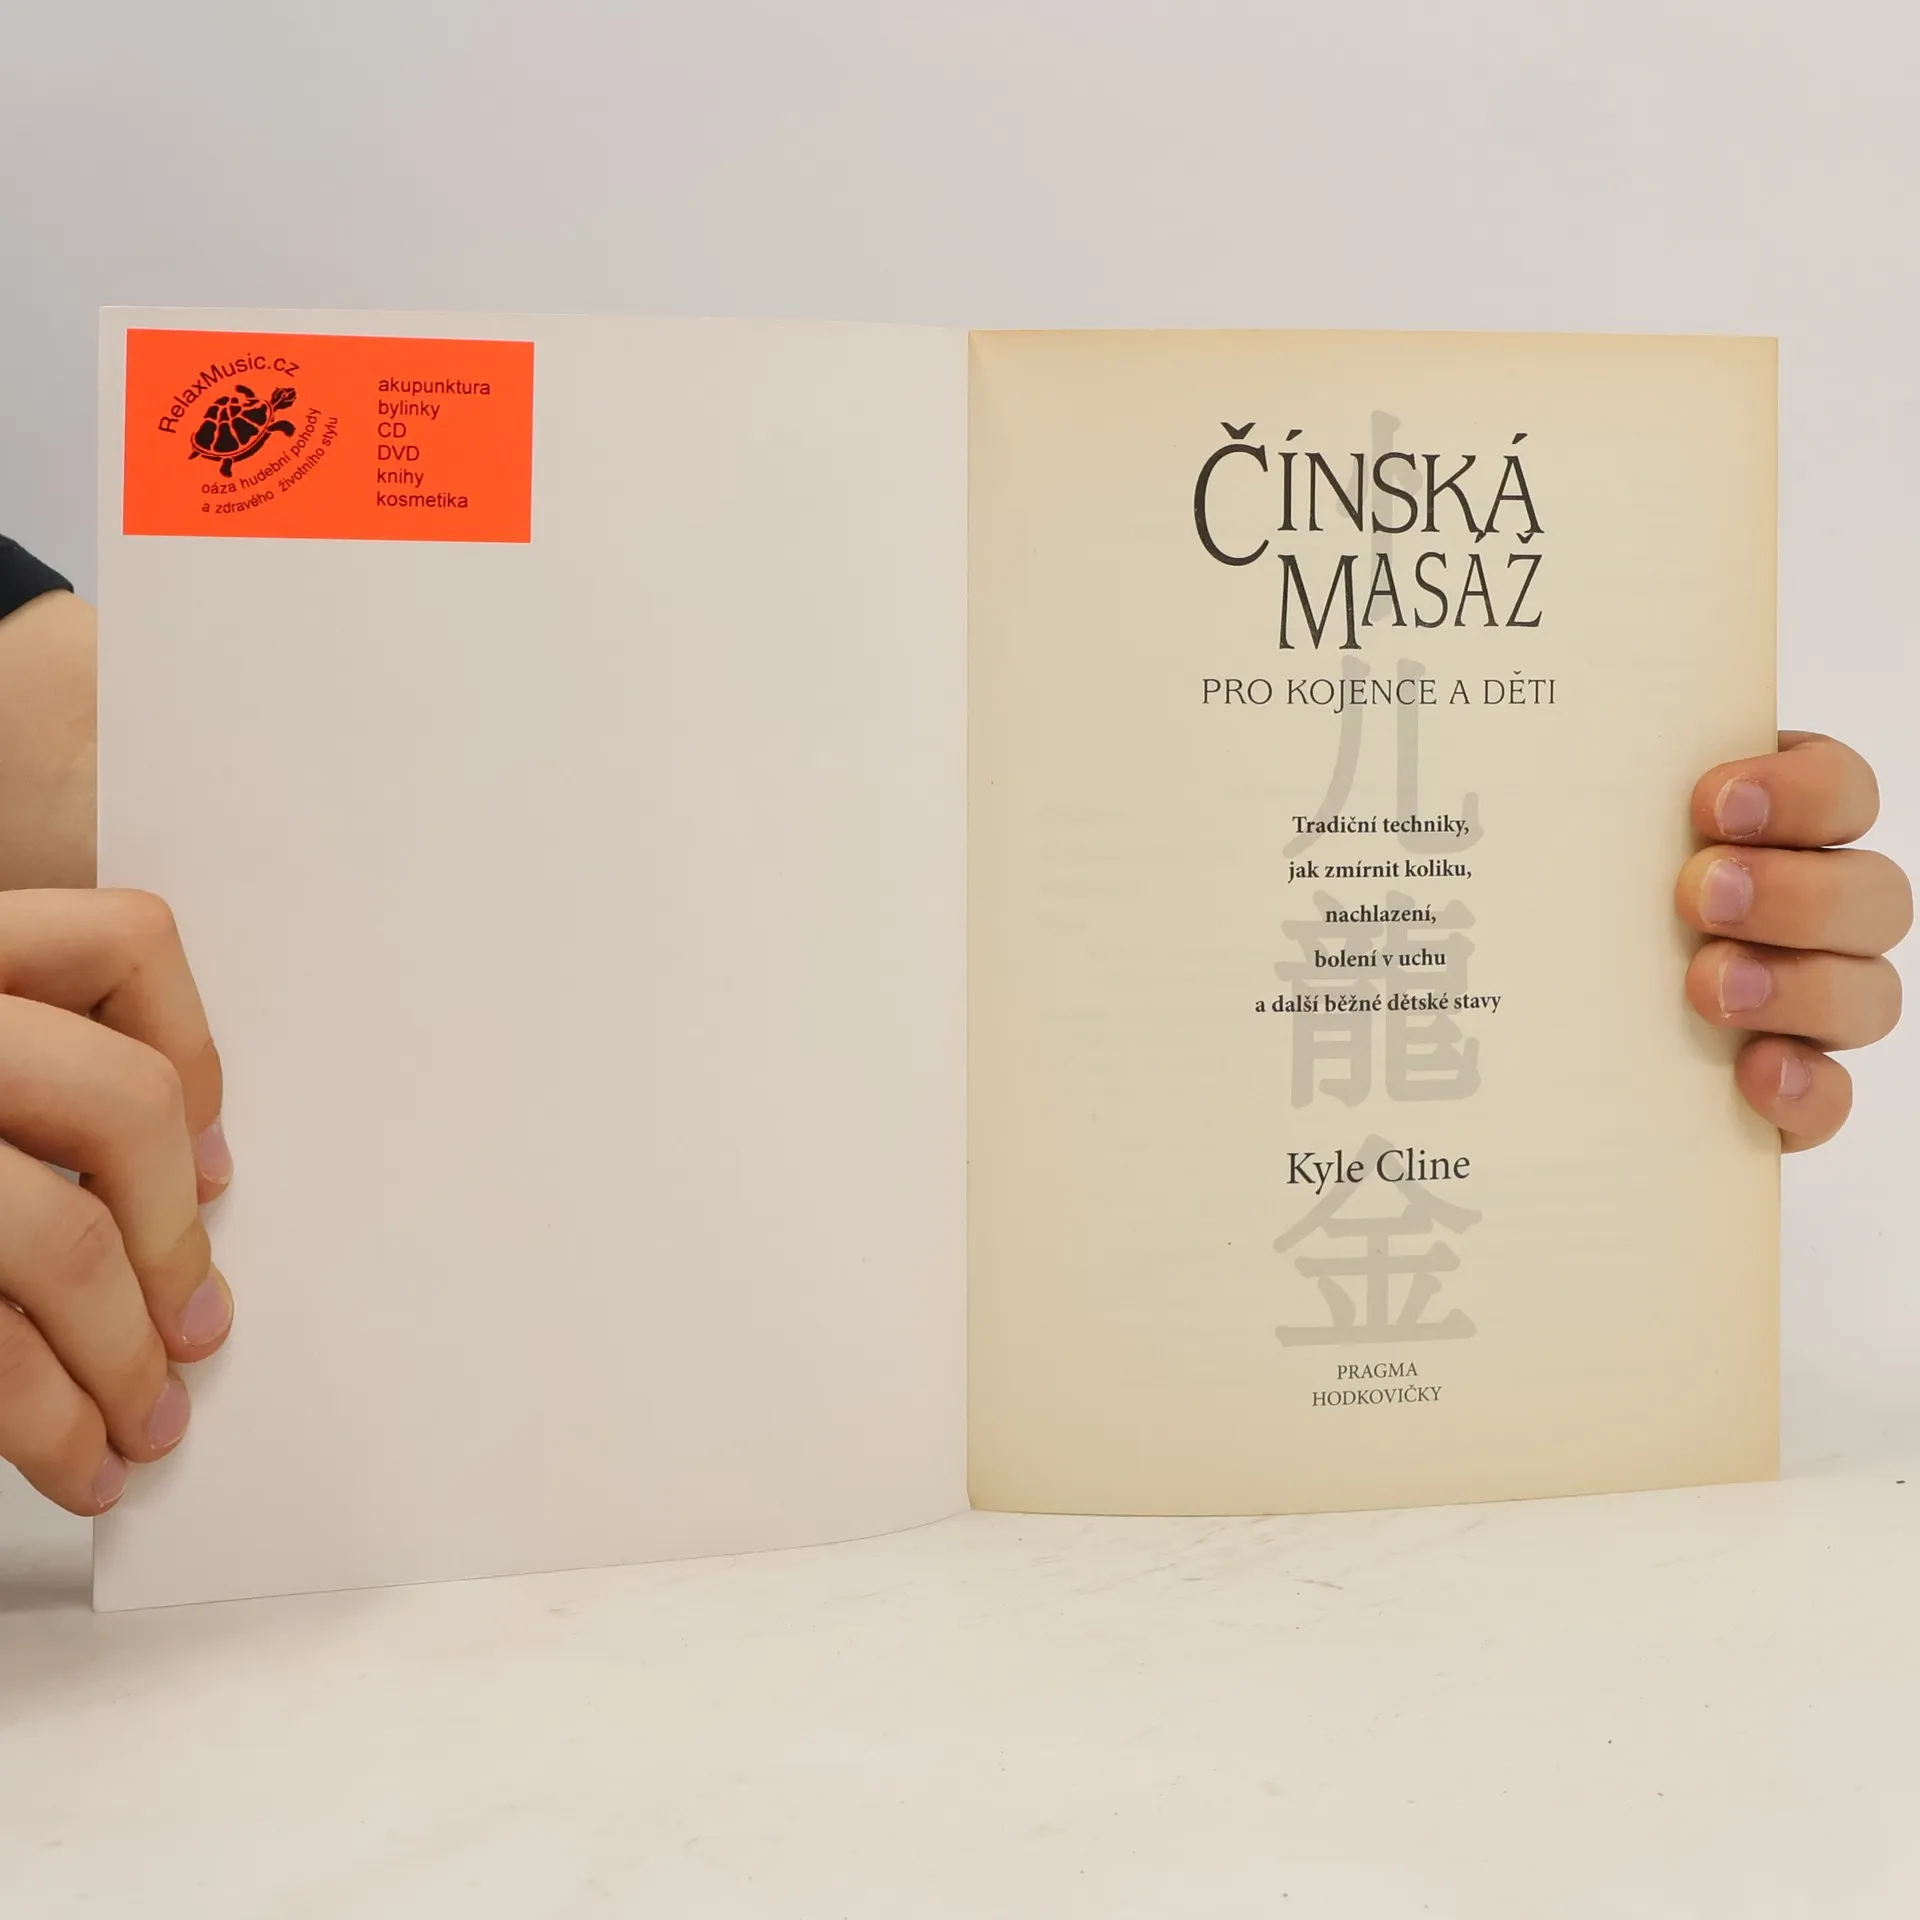 RelaxMusic.cz
oáza hudební pohody
a zdravého životního stylu
akupunktura
bylinky
CD
DVD
knihy
kosmetika
ČÍNSKÁ
MASÁŽ
PRO KOJENCE A DĚTI
Tradiční techniky,
jak zmírnit koliku,
nachlazení,
bolení v uchu
a další běžné dětské stavy
Kyle Cline
PRAGMA
HODKOVIČKY
小
儿
龍
金